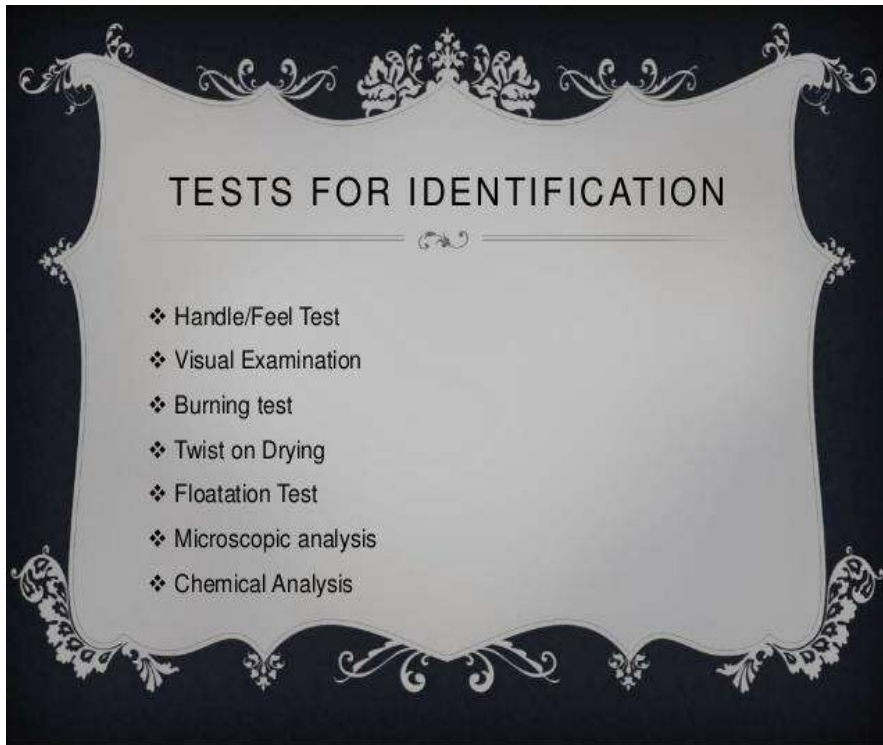 TESTS FOR IDENTIFICATION
Handle/Feel Test
Visual Examination
Burning test
Twist on Drying
Floatation Test
Microscopic analysis
Chemical Analysis